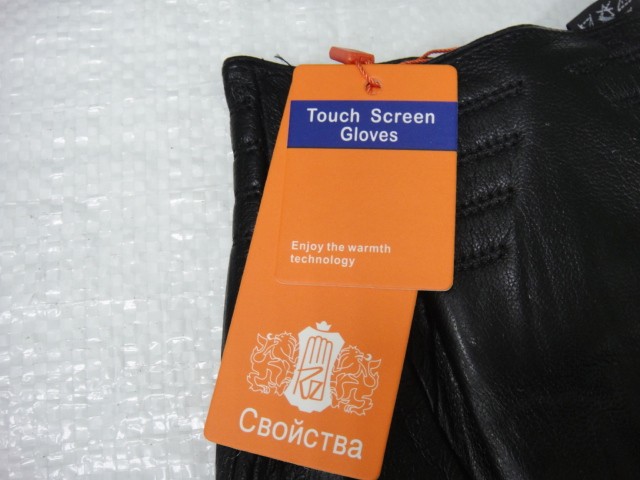 Touch Screen
Gloves
Enjoy the warmth
technology
Свойства